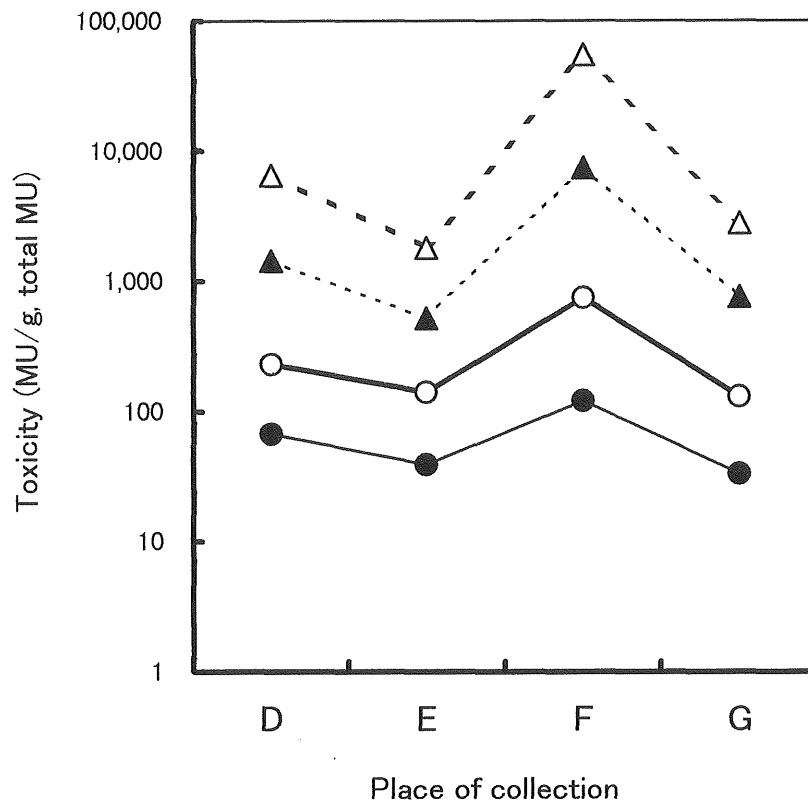 100,000
10,000
1,000
100
10
1
Toxicity (MU/g, total MU)
D E F G
Place of collection